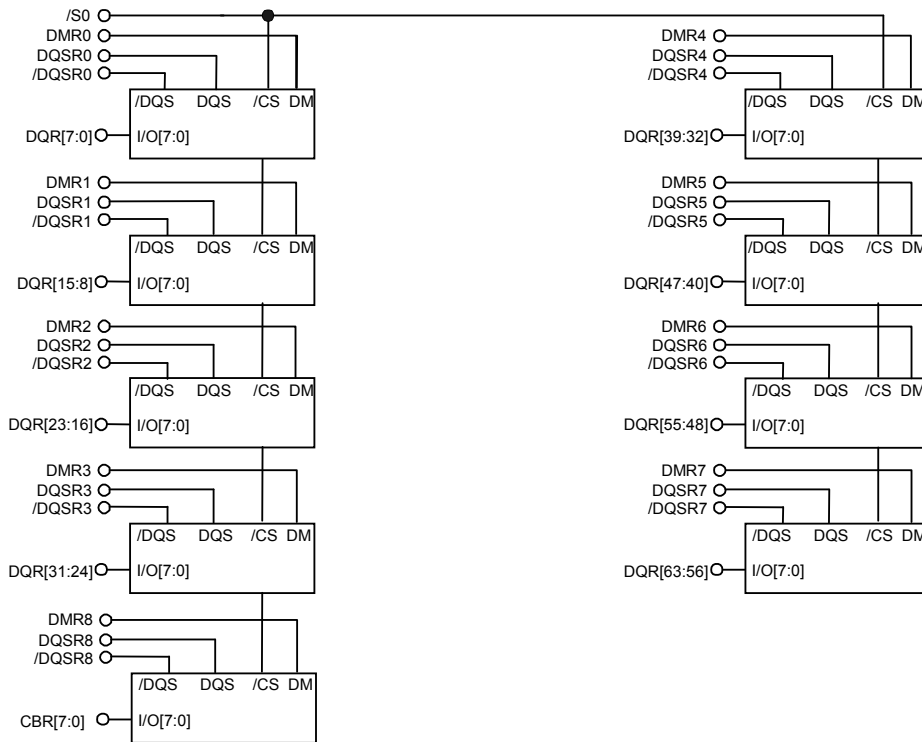 /S0
DMR0
DQSR0
/DQSR0
/DQS DQS /CS DM
DQR[7:0] I/O[7:0]
DMR1
DQSR1
/DQSR1
/DQS DQS /CS DM
DQR[15:8] I/O[7:0]
DMR2
DQSR2
/DQSR2
/DQS DQS /CS DM
DQR[23:16] I/O[7:0]
DMR3
DQSR3
/DQSR3
/DQS DQS /CS DM
DQR[31:24] I/O[7:0]
DMR8
DQSR8
/DQSR8
/DQS DQS /CS DM
CBR[7:0] I/O[7:0]
DMR4
DQSR4
/DQSR4
/DQS DQS /CS DM
DQR[39:32] I/O[7:0]
DMR5
DQSR5
/DQSR5
/DQS DQS /CS DM
DQR[47:40] I/O[7:0]
DMR6
DQSR6
/DQSR6
/DQS DQS /CS DM
DQR[55:48] I/O[7:0]
DMR7
DQSR7
/DQSR7
/DQS DQS /CS DM
DQR[63:56] I/O[7:0]